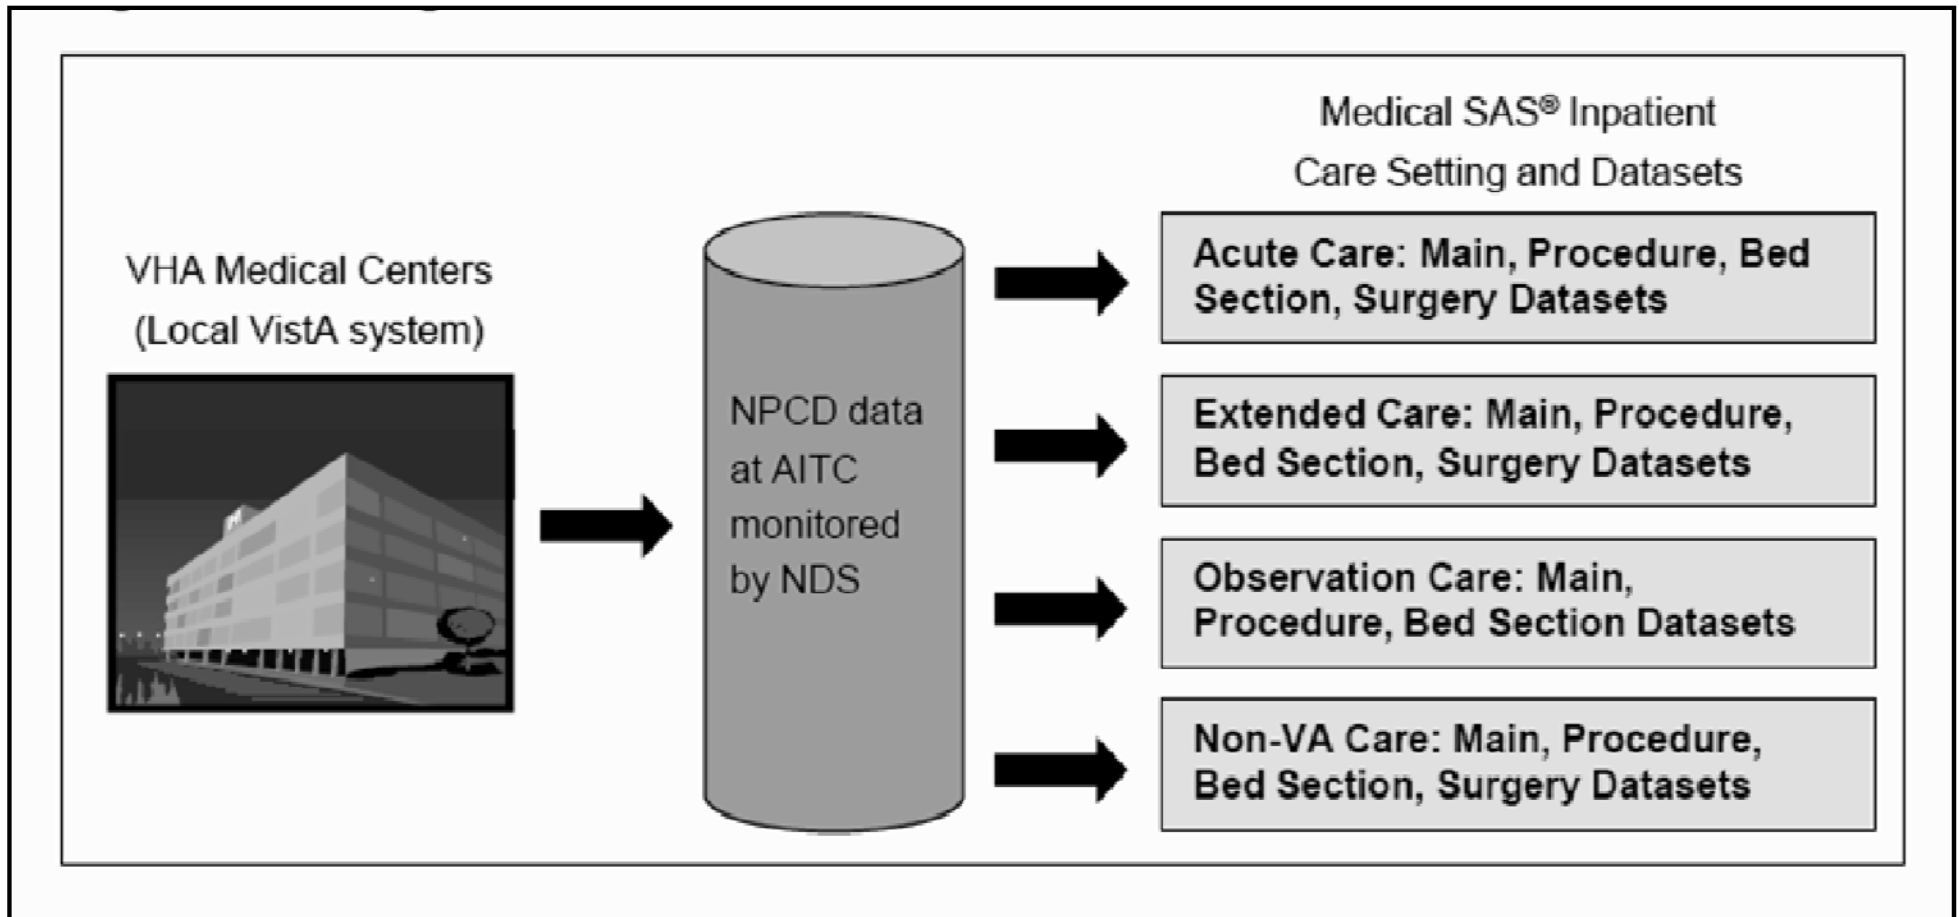 VHA Medical Centers
(Local VistA system)
NPCD data
at AITC
monitored
by NDS
Medical SAS® Inpatient
Care Setting and Datasets
Acute Care: Main, Procedure, Bed
Section, Surgery Datasets
Extended Care: Main, Procedure,
Bed Section, Surgery Datasets
Observation Care: Main,
Procedure, Bed Section Datasets
Non-VA Care: Main, Procedure,
Bed Section, Surgery Datasets